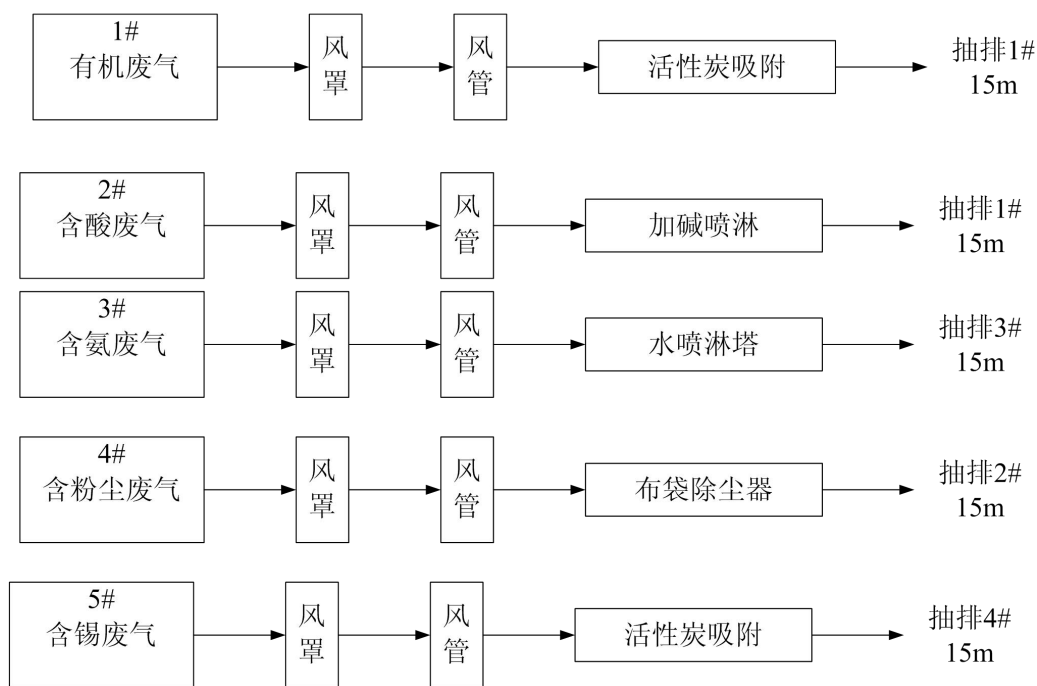 1#
有机废气
风
罩
风
管
活性炭吸附
抽排1#
15m
2#
含酸废气
风
罩
风
管
加碱喷淋
抽排1#
15m
3#
含氨废气
风
罩
风
管
水喷淋塔
抽排3#
15m
4#
含粉尘废气
风
罩
风
管
布袋除尘器
抽排2#
15m
5#
含锡废气
风
罩
风
管
活性炭吸附
抽排4#
15m